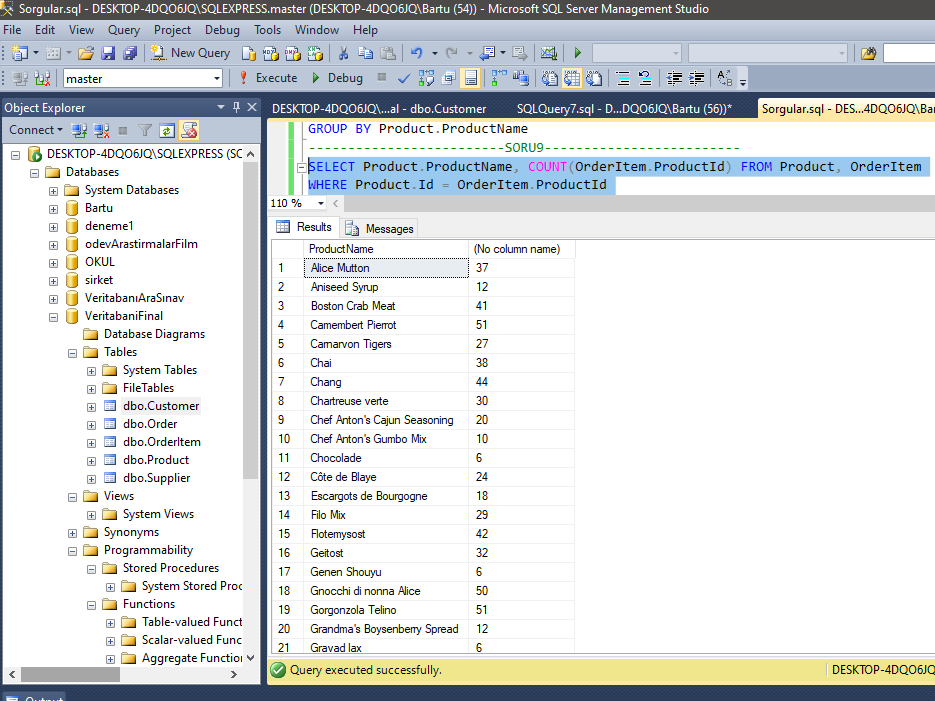 Sorgular.sql - DESKTOP-4DQO6JQ\SQLEXPRESS.master (DESKTOP-4DQO6JQ\Bartu (54)) - Microsoft SQL Server Management Studio
File Edit View Query Project Debug Tools Window Help
New Query
master
Execute
Debug
Object Explorer
Connect
DESKTOP-4DQO6JQ\SQLEXPRESS (SC
Databases
System Databases
Bartu
deneme1
odevArastirmalarFilm
OKUL
sirket
VeritabanıAraSınav
VeritabaniFinal
Database Diagrams
Tables
System Tables
FileTables
dbo.Customer
dbo.Order
dbo.OrderItem
dbo.Product
dbo.Supplier
Views
System Views
Synonyms
Programmability
Stored Procedures
System Stored Proc
Functions
Table-valued Funct
Scalar-valued Func
Aggregate Function
DESKTOP-4DQO6JQ\...al - dbo.Customer
SQLQuery7.sql - D...DQO6JQ\Bartu (56))*
Sorgular.sql - DES...4DQO6JQ\Bar
GROUP BY Product.ProductName
-------------------------SORU9-------------------------
SELECT Product.ProductName, COUNT(OrderItem.ProductId) FROM Product, OrderItem
WHERE Product.Id = OrderItem.ProductId
110 %
Results Messages
ProductName (No column name)
1 Alice Mutton 37
2 Aniseed Syrup 12
3 Boston Crab Meat 41
4 Camembert Pierrot 51
5 Carnarvon Tigers 27
6 Chai 38
7 Chang 44
8 Chartreuse verte 30
9 Chef Anton's Cajun Seasoning 20
10 Chef Anton's Gumbo Mix 10
11 Chocolade 6
12 Côte de Blaye 24
13 Escargots de Bourgogne 18
14 Filo Mix 29
15 Flotemysost 42
16 Geitost 32
17 Genen Shouyu 6
18 Gnocchi di nonna Alice 50
19 Gorgonzola Telino 51
20 Grandma's Boysenberry Spread 12
21 Gravad lax 6
Query executed successfully.
DESKTOP-4DQO6JQ
Output